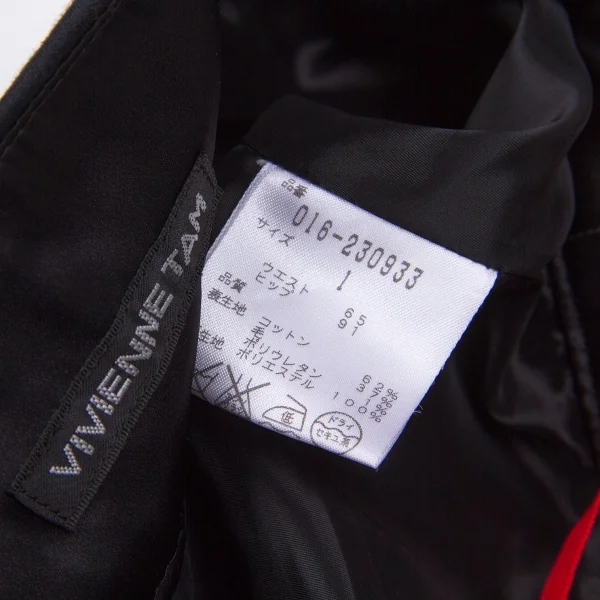 VIVIENNE TAM
品番
016-230933
サイズ 1
ウエスト 65
ヒップ 91
品質
表生地
コットン 62%
毛 37%
ポリウレタン 1%
ポリエステル 100%
裏生地
低
ドライ
セキユ系